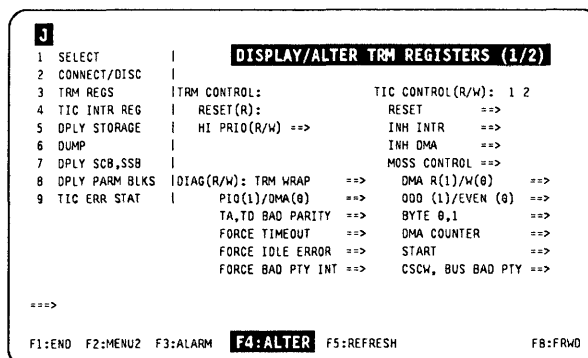 J
1 SELECT | DISPLAY/ALTER TRM REGISTERS (1/2)
2 CONNECT/DISC |
3 TRM REGS |TRM CONTROL: TIC CONTROL(R/W): 1 2
4 TIC INTR REG | RESET(R): RESET ==>
5 DPLY STORAGE | HI PRIO(R/W) ==> INH INTR ==>
6 DUMP | INH DMA ==>
7 DPLY SCB,SSB | MOSS CONTROL ==>
8 DPLY PARM BLKS |DIAG(R/W): TRM WRAP ==> DMA R(1)/W(0) ==>
9 TIC ERR STAT | PIO(1)/DMA(0) ==> ODD (1)/EVEN (0) ==>
TA,TD BAD PARITY ==> BYTE 0,1 ==>
FORCE TIMEOUT ==> DMA COUNTER ==>
FORCE IDLE ERROR ==> START ==>
FORCE BAD PTY INT ==> CSCW, BUS BAD PTY ==>
===>
F1:END F2:MENU2 F3:ALARM F4:ALTER F5:REFRESH F8:FRWD